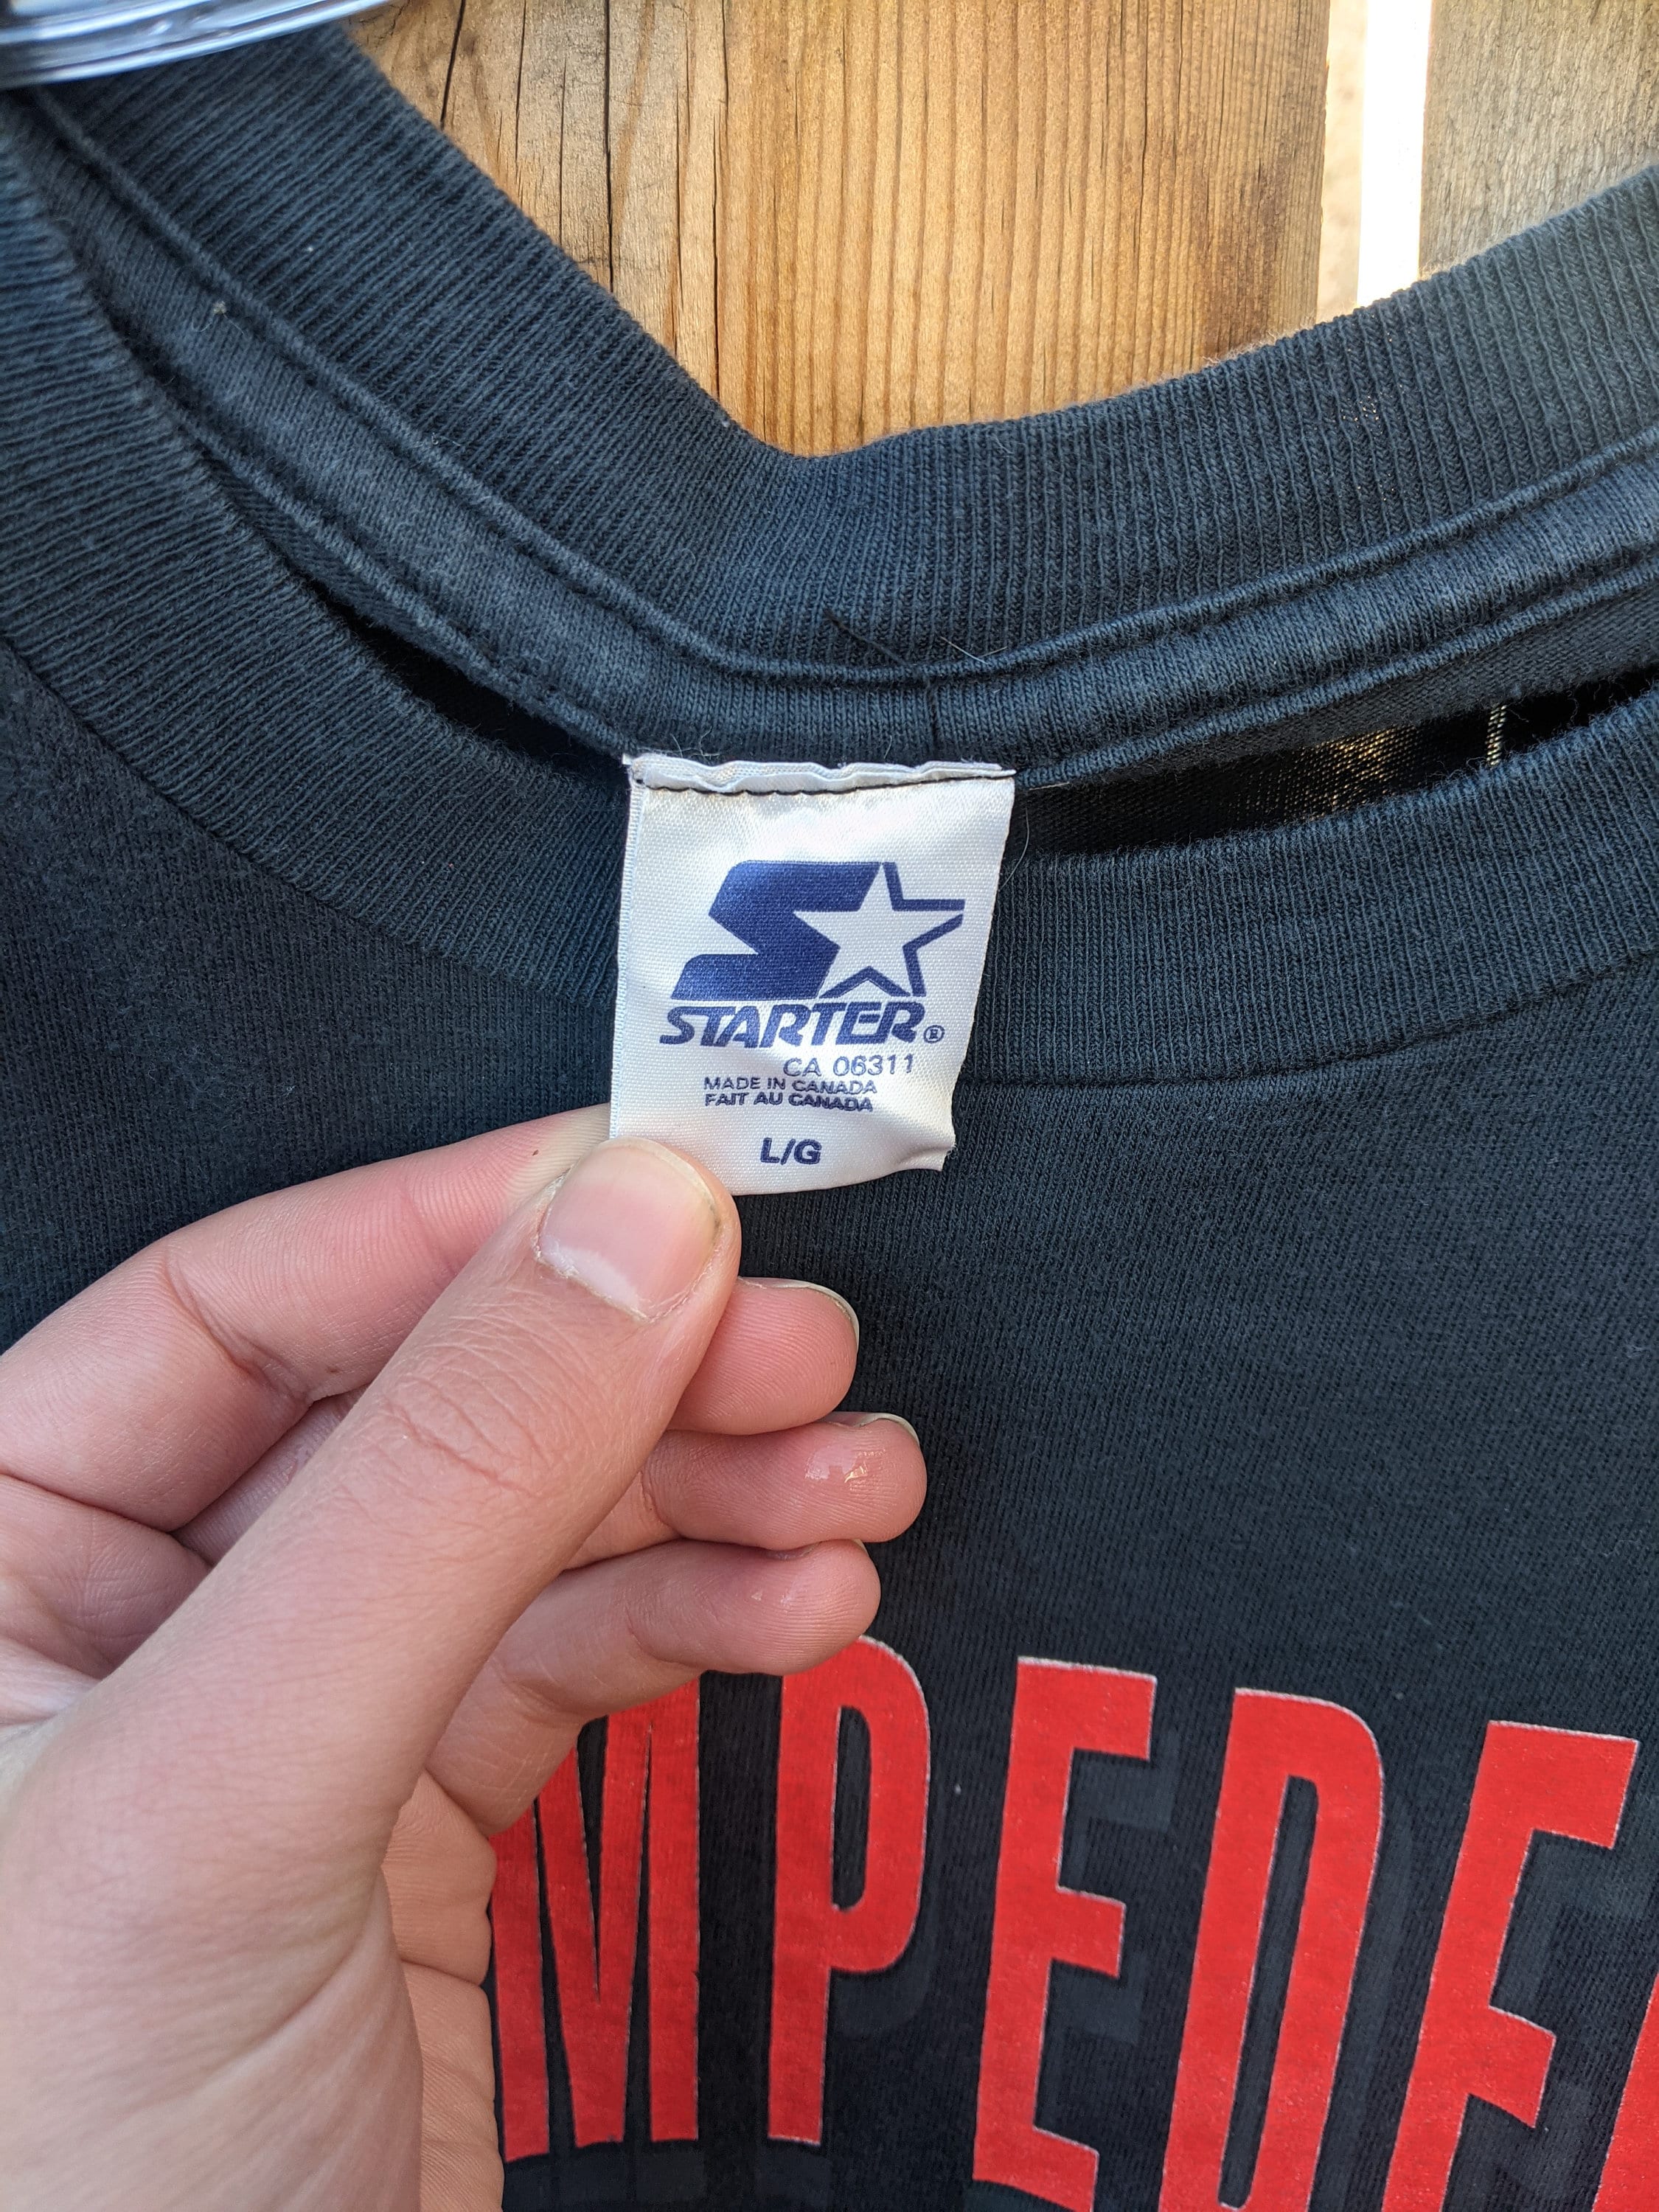 STARTER®
CA 06311
MADE IN CANADA
FAIT AU CANADA
L/G
MPEDE